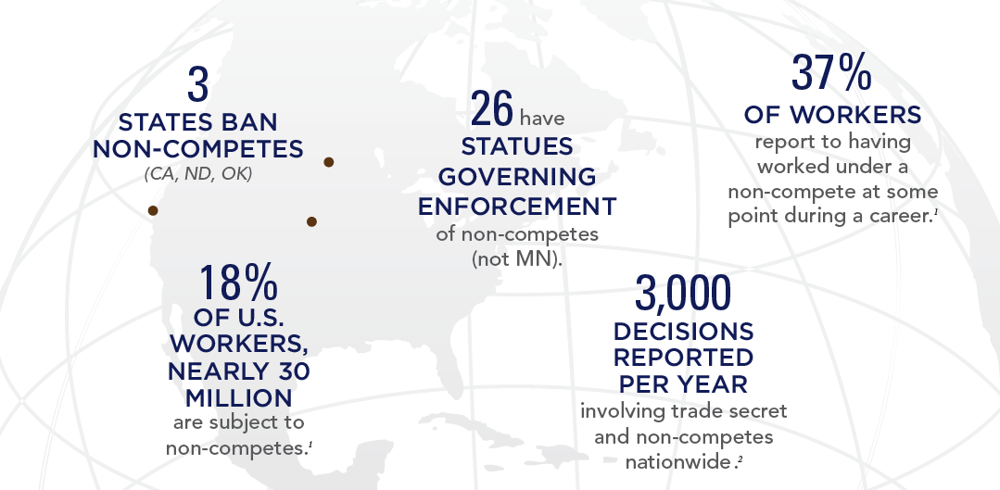 3
STATES BAN
NON-COMPETES
(CA, ND, OK)
26 have
STATUES
GOVERNING
ENFORCEMENT
of non-competes
(not MN).
37%
OF WORKERS
report to having
worked under a
non-compete at some
point during a career.¹
18%
OF U.S.
WORKERS,
NEARLY 30
MILLION
are subject to
non-competes.¹
3,000
DECISIONS
REPORTED
PER YEAR
involving trade secret
and non-competes
nationwide.²